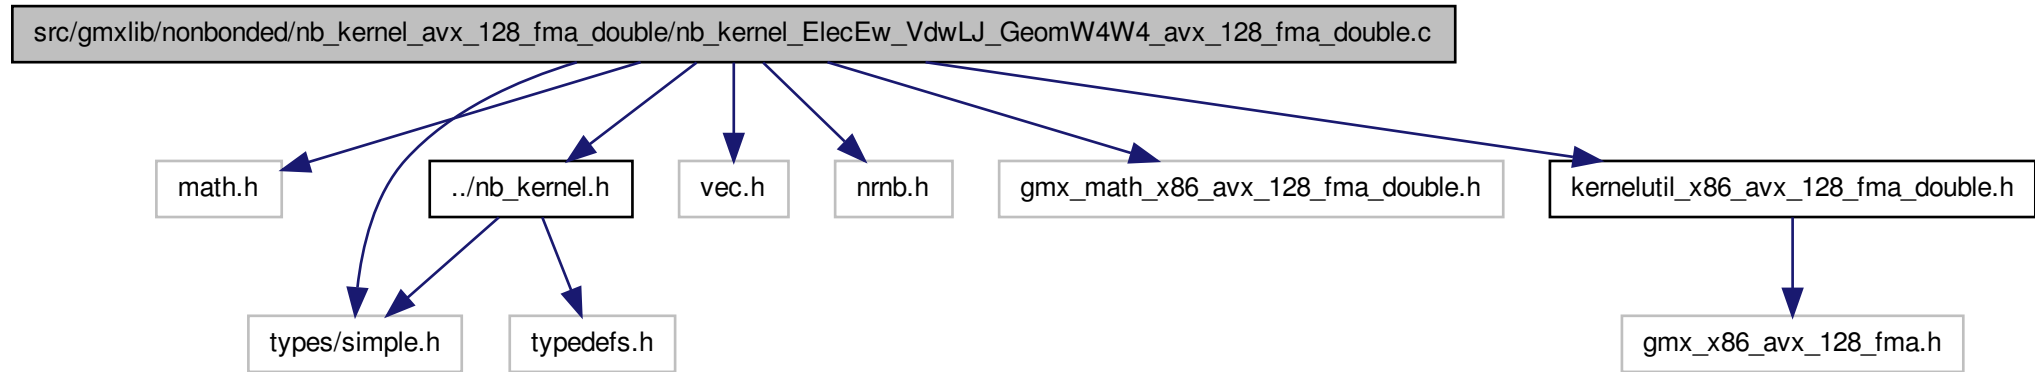 src/gmxlib/nonbonded/nb_kernel_avx_128_fma_double/nb_kernel_ElecEw_VdwLJ_GeomW4W4_avx_128_fma_double.c
math.h
../nb_kernel.h
vec.h
nrnb.h
gmx_math_x86_avx_128_fma_double.h
kernelutil_x86_avx_128_fma_double.h
types/simple.h
typedefs.h
gmx_x86_avx_128_fma.h